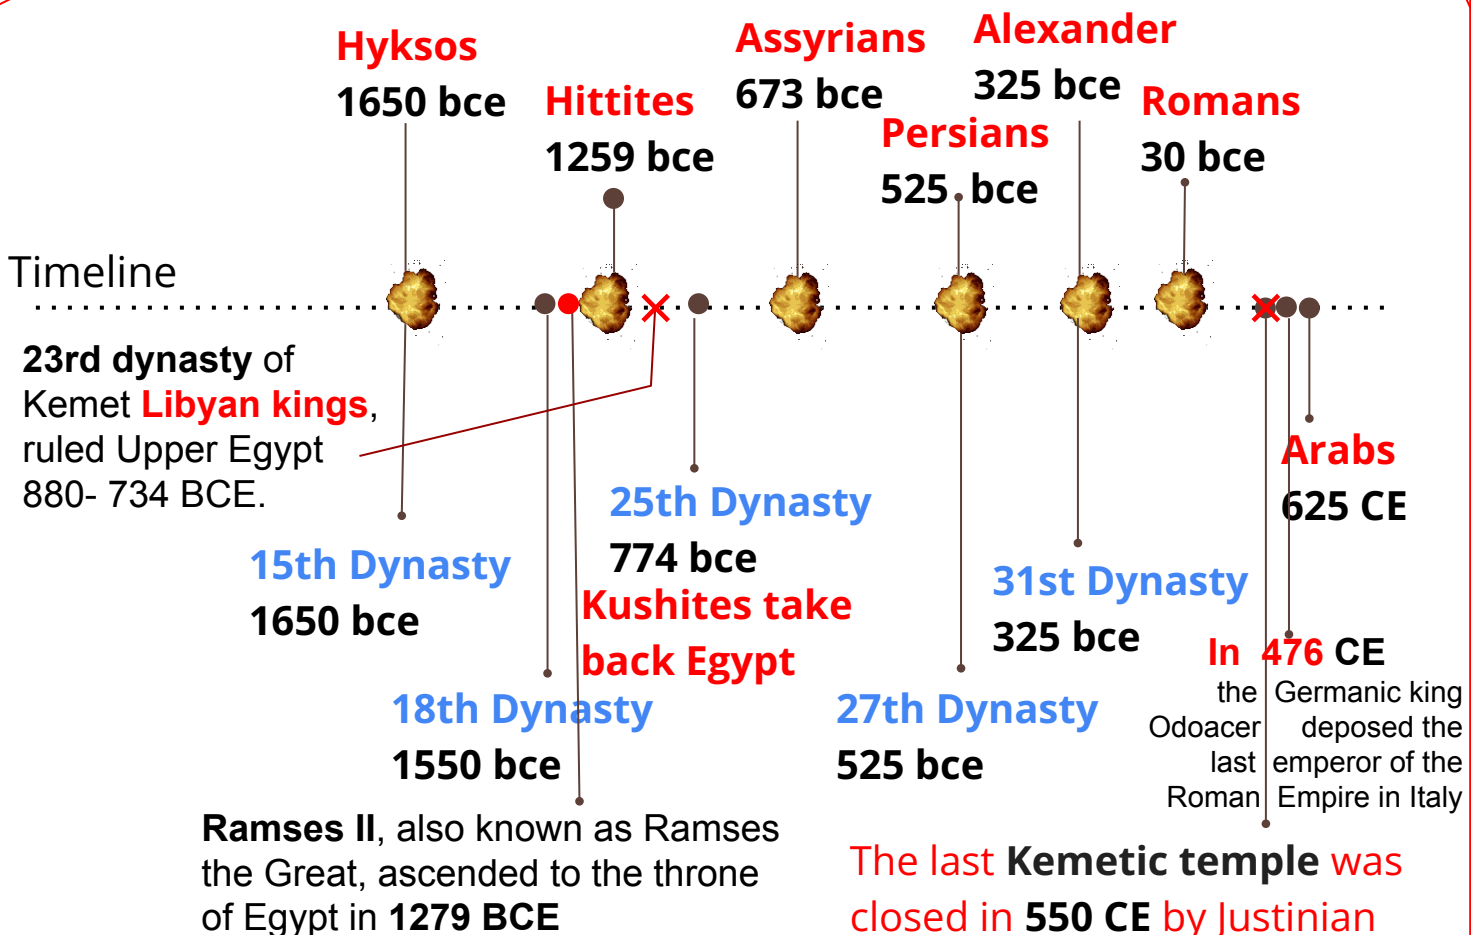 Hyksos
1650 bce
Hittites
1259 bce
Assyrians
673 bce
Persians
525 bce
Alexander
325 bce
Romans
30 bce
Timeline
23rd dynasty of
Kemet Libyan kings,
ruled Upper Egypt
880- 734 BCE.
15th Dynasty
1650 bce
18th Dynasty
1550 bce
25th Dynasty
774 bce
Kushites take
back Egypt
27th Dynasty
525 bce
31st Dynasty
325 bce
Arabs
625 CE
In 476 CE
the Germanic king
Odoacer deposed the
last emperor of the
Roman Empire in Italy
Ramses II, also known as Ramses
the Great, ascended to the throne
of Egypt in 1279 BCE
The last Kemetic temple was
closed in 550 CE by Justinian